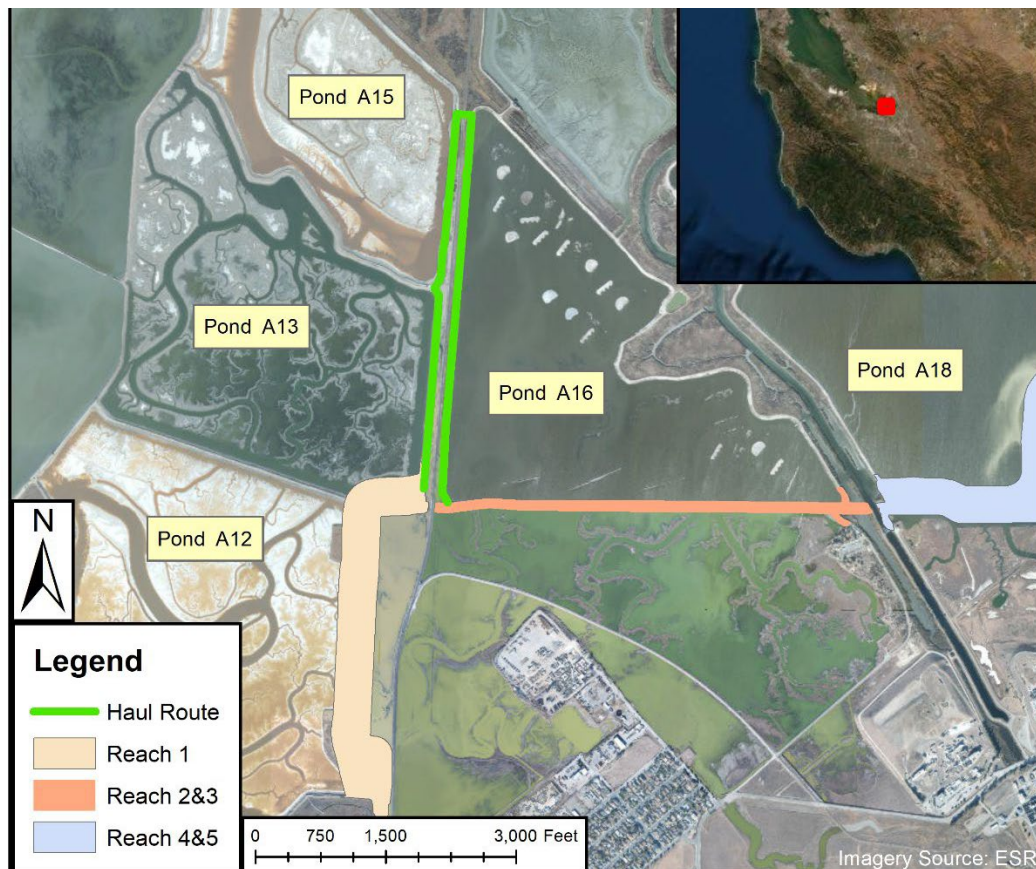 Pond A15
Pond A13
Pond A16
Pond A18
Pond A12
N
Legend
Haul Route
Reach 1
Reach 2&3
Reach 4&5
0 750 1,500 3,000 Feet
Imagery Source: ESR